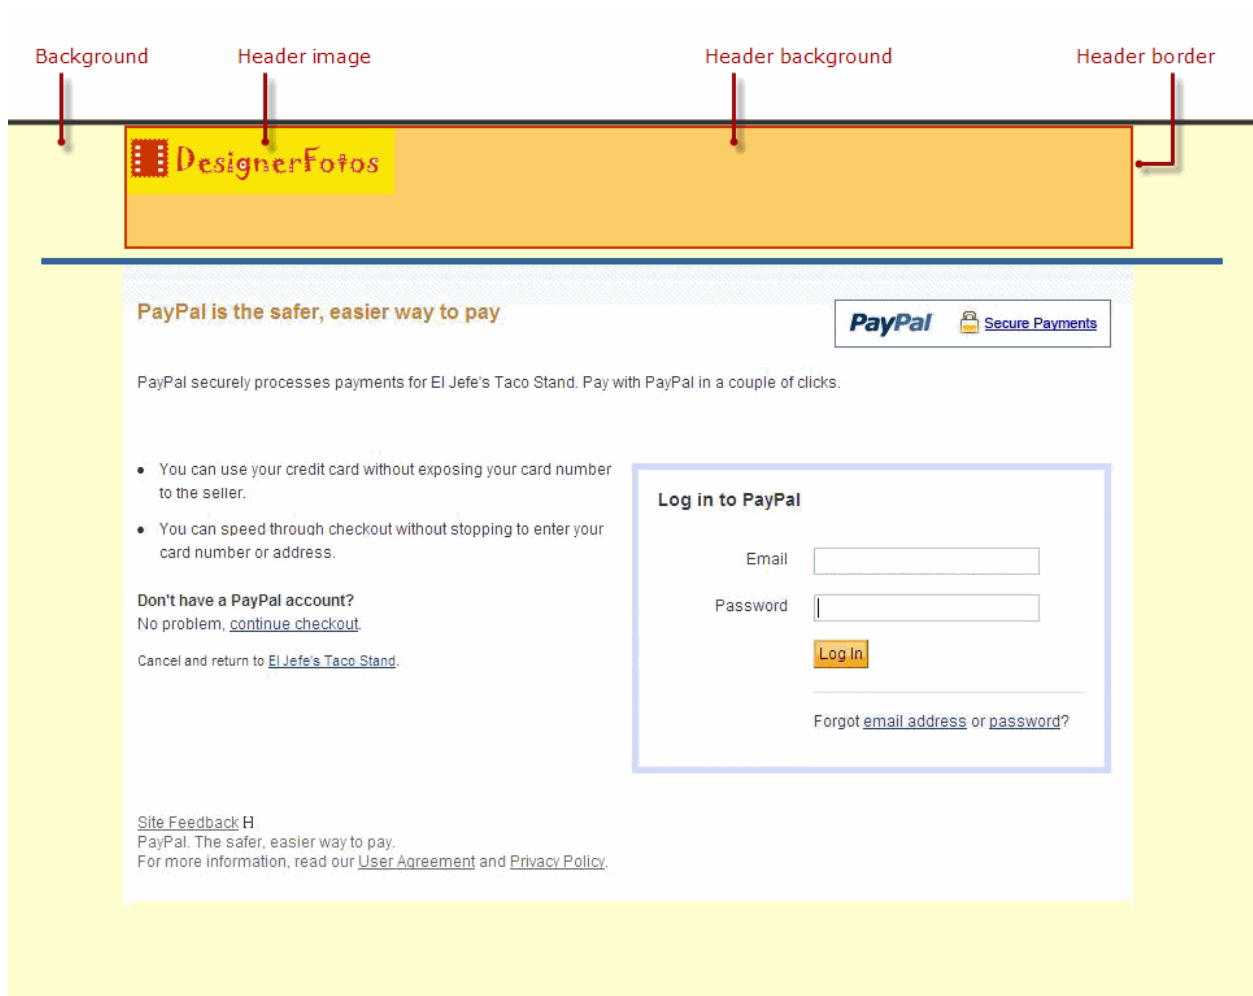 Background Header image Header background Header border
DesignerFotos
PayPal is the safer, easier way to pay
PayPal Secure Payments
PayPal securely processes payments for El Jefe's Taco Stand. Pay with PayPal in a couple of clicks.
You can use your credit card without exposing your card number
to the seller.
You can speed through checkout without stopping to enter your
card number or address.
Don't have a PayPal account?
No problem, continue checkout.
Cancel and return to El Jefe's Taco Stand.
Log in to PayPal
Email
Password
Log In
Forgot email address or password?
Site Feedback H
PayPal. The safer, easier way to pay.
For more information, read our User Agreement and Privacy Policy.